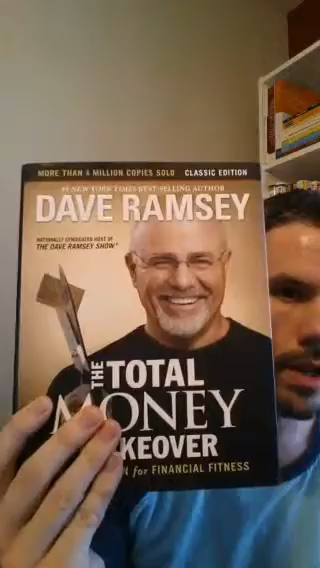 MORE THAN 4 MILLION COPIES SOLD CLASSIC EDITION
#1 NEW YORK TIMES BEST-SELLING AUTHOR
DAVE RAMSEY
NATIONALLY SYNDICATED HOST OF
THE DAVE RAMSEY SHOW
THE TOTAL
MONEY
KEOVER
N for FINANCIAL FITNESS